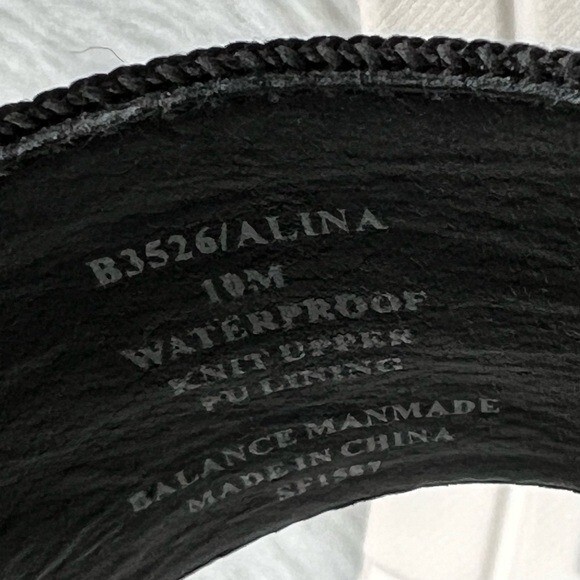 B3526/ALINA
10M
WATERPROOF
KNIT UPPER
PU LINING
BALANCE MANMADE
MADE IN CHINA
SF1567